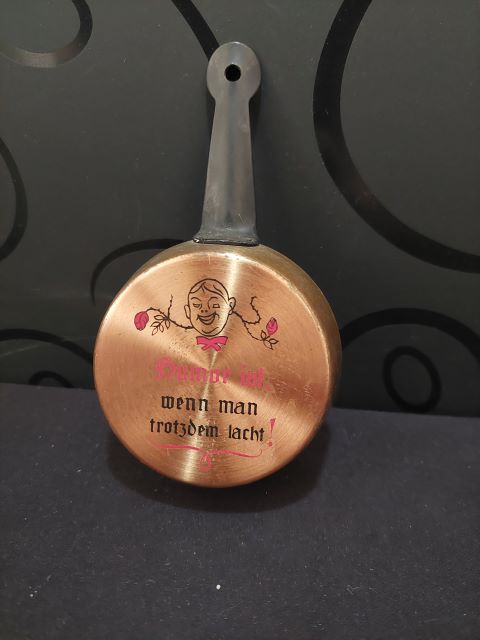 Humor ist,
wenn man
trotzdem lacht!